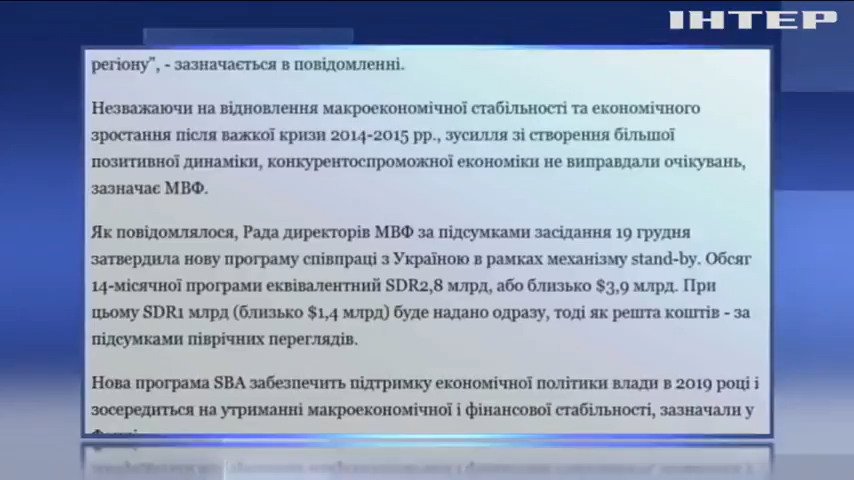 ІНТЕР
регіону", - зазначається в повідомленні.
Незважаючи на відновлення макроекономічної стабільності та економічного
зростання після важкої кризи 2014-2015 рр., зусилля зі створення більшої
позитивної динаміки, конкурентоспроможної економіки не виправдали очікувань,
зазначає МВФ.
Як повідомлялося, Рада директорів МВФ за підсумками засідання 19 грудня
затвердила нову програму співпраці з Україною в рамках механізму stand-by. Обсяг
14-місячної програми еквівалентний SDR2,8 млрд, або близько $3,9 млрд. При
цьому SDR1 млрд (близько $1,4 млрд) буде надано одразу, тоді як решта коштів - за
підсумками піврічних переглядів.
Нова програма SBA забезпечить підтримку економічної політики влади в 2019 році і
зосередиться на утриманні макроекономічної і фінансової стабільності, зазначали у